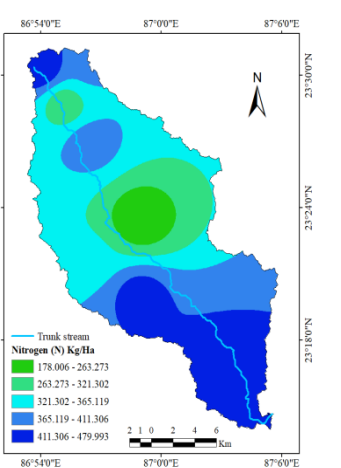 86°54'0"E 87°0'0"E 87°6'0"E
N
23°30'0"N
23°24'0"N
23°18'0"N
Trunk stream
Nitrogen (N) Kg/Ha
178.006 - 263.273
263.273 - 321.302
321.302 - 365.119
365.119 - 411.306
411.306 - 479.993
2 1 0 2 4 6
Km
86°54'0"E 87°0'0"E 87°6'0"E